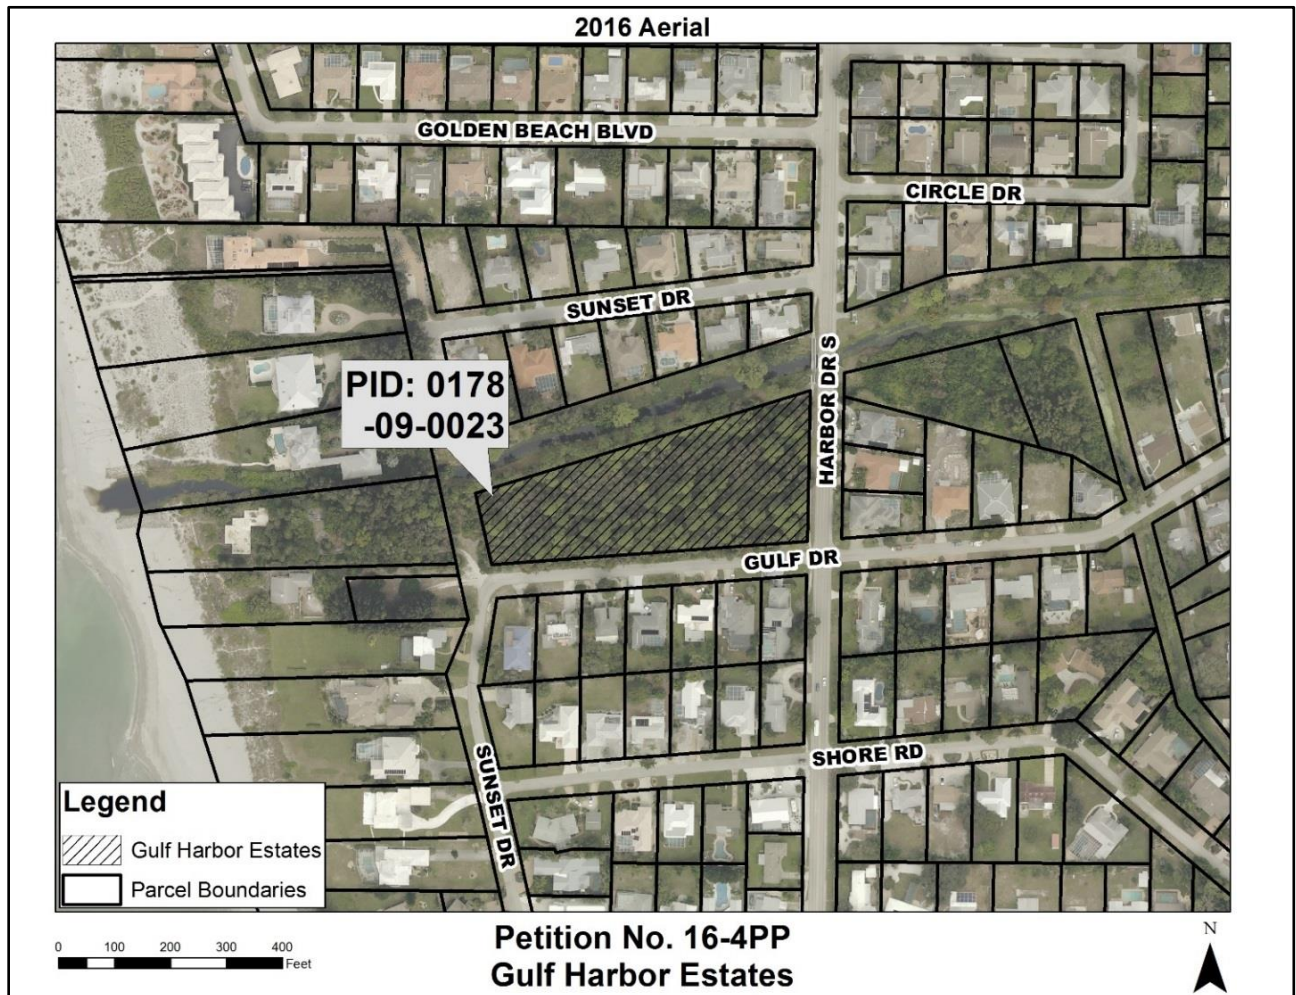 2016 Aerial
GOLDEN BEACH BLVD
CIRCLE DR
SUNSET DR
HARBOR DR S
PID: 0178
-09-0023
GULF DR
SHORE RD
SUNSET DR
Legend
Gulf Harbor Estates
Parcel Boundaries
0 100 200 300 400
Feet
Petition No. 16-4PP
Gulf Harbor Estates
N